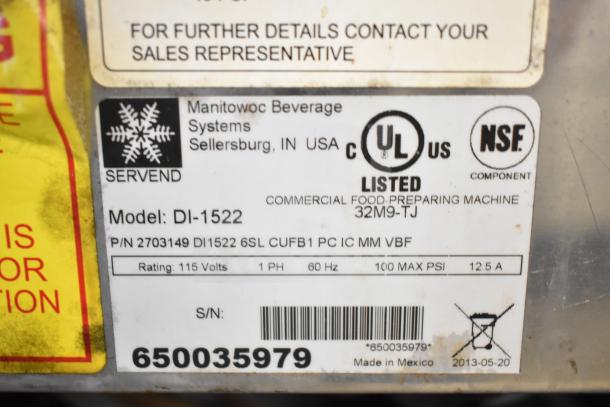 FOR FURTHER DETAILS CONTACT YOUR
SALES REPRESENTATIVE
IS
OR
TION
Manitowoc Beverage
Systems
Sellersburg, IN USA
SERVEND
C UL US
LISTED
NSF
COMPONENT
COMMERCIAL FOOD PREPARING MACHINE
32M9-TJ
Model: DI-1522
P/N 2703149 DI1522 6SL CUFB1 PC IC MM VBF
Rating: 115 Volts 1 PH 60 Hz 100 MAX PSI 12.5 A
S/N:
*650035979*
650035979
Made in Mexico
2013-05-20